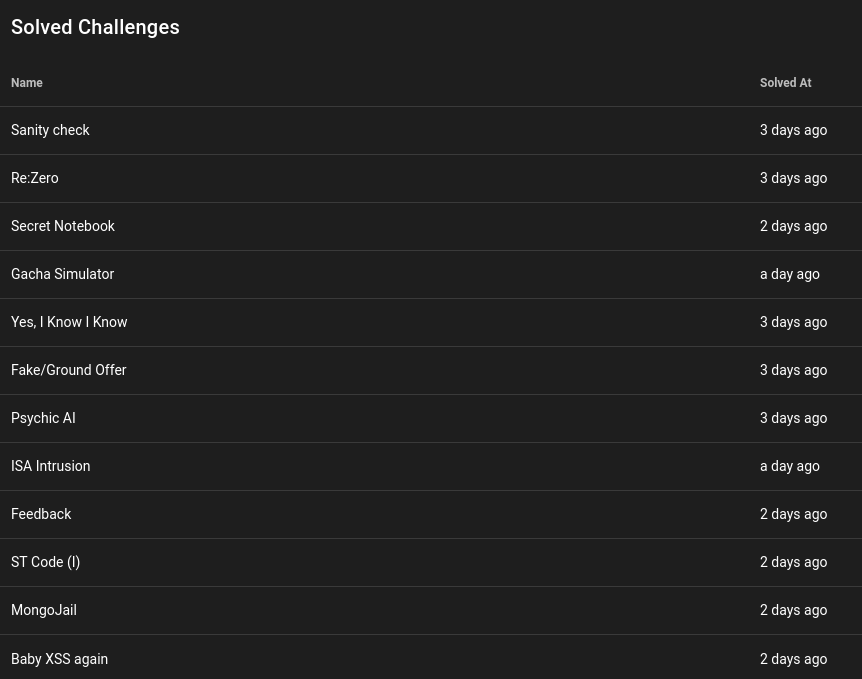 Solved Challenges
Name Solved At
Sanity check 3 days ago
Re:Zero 3 days ago
Secret Notebook 2 days ago
Gacha Simulator a day ago
Yes, I Know I Know 3 days ago
Fake/Ground Offer 3 days ago
Psychic AI 3 days ago
ISA Intrusion a day ago
Feedback 2 days ago
ST Code (I) 2 days ago
MongoJail 2 days ago
Baby XSS again 2 days ago